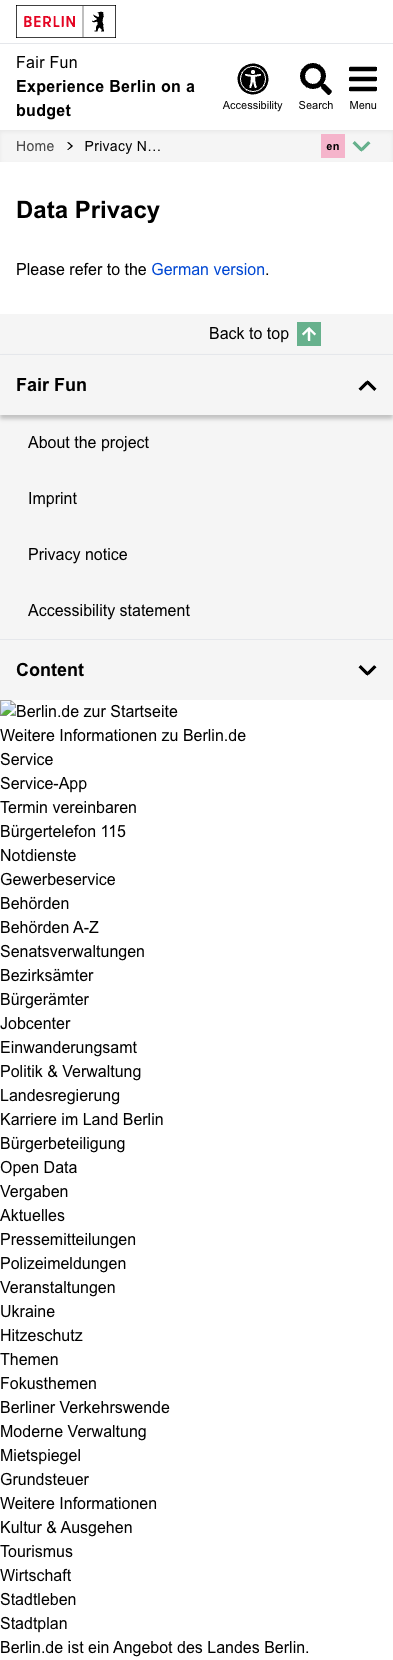 BERLIN
Fair Fun
Experience Berlin on a
budget
Accessibility
Search
Menu
Home > Privacy N…
en
Data Privacy
Please refer to the German version.
Back to top
Fair Fun
About the project
Imprint
Privacy notice
Accessibility statement
Content
Berlin.de zur Startseite
Weitere Informationen zu Berlin.de
Service
Service-App
Termin vereinbaren
Bürgertelefon 115
Notdienste
Gewerbeservice
Behörden
Behörden A-Z
Senatsverwaltungen
Bezirksämter
Bürgerämter
Jobcenter
Einwanderungsamt
Politik & Verwaltung
Landesregierung
Karriere im Land Berlin
Bürgerbeteiligung
Open Data
Vergaben
Aktuelles
Pressemitteilungen
Polizeimeldungen
Veranstaltungen
Ukraine
Hitzeschutz
Themen
Fokusthemen
Berliner Verkehrswende
Moderne Verwaltung
Mietspiegel
Grundsteuer
Weitere Informationen
Kultur & Ausgehen
Tourismus
Wirtschaft
Stadtleben
Stadtplan
Berlin.de ist ein Angebot des Landes Berlin.